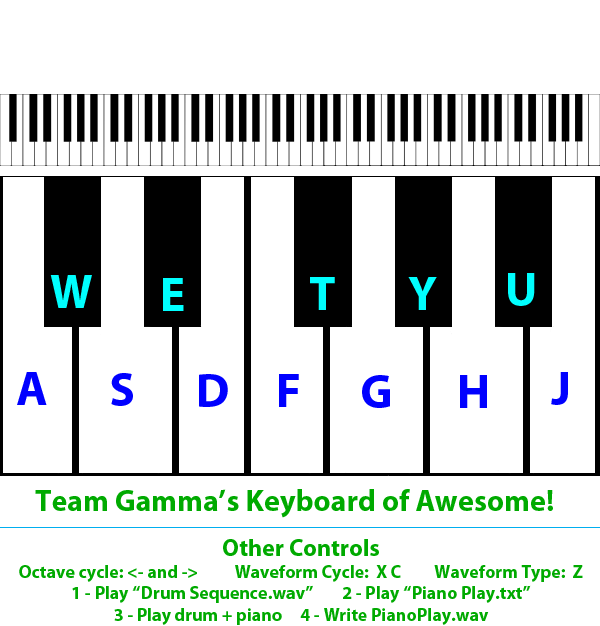 W E T Y U
A S D F G H J
Team Gamma’s Keyboard of Awesome!
Other Controls
Octave cycle: <- and -> Waveform Cycle: X C Waveform Type: Z
1 - Play “Drum Sequence.wav” 2 - Play “Piano Play.txt”
3 - Play drum + piano 4 - Write PianoPlay.wav